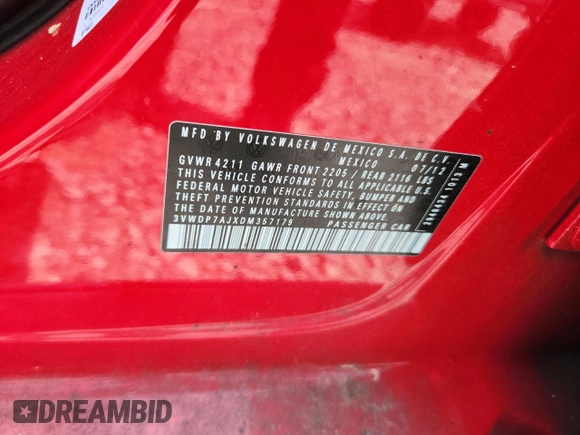 MFD BY VOLKSWAGEN DE MEXICO S.A. DE C.V.
MEXICO 07/12
GVWR 4211 GAWR FRONT 2205 / REAR 2116 LBS
THIS VEHICLE CONFORMS TO ALL APPLICABLE U.S.
FEDERAL MOTOR VEHICLE SAFETY, BUMPER AND
THEFT PREVENTION STANDARDS IN EFFECT ON
THE DATE OF MANUFACTURE SHOWN ABOVE.
3VWDP7AJXDM357179 PASSENGER CAR
DREAMBID